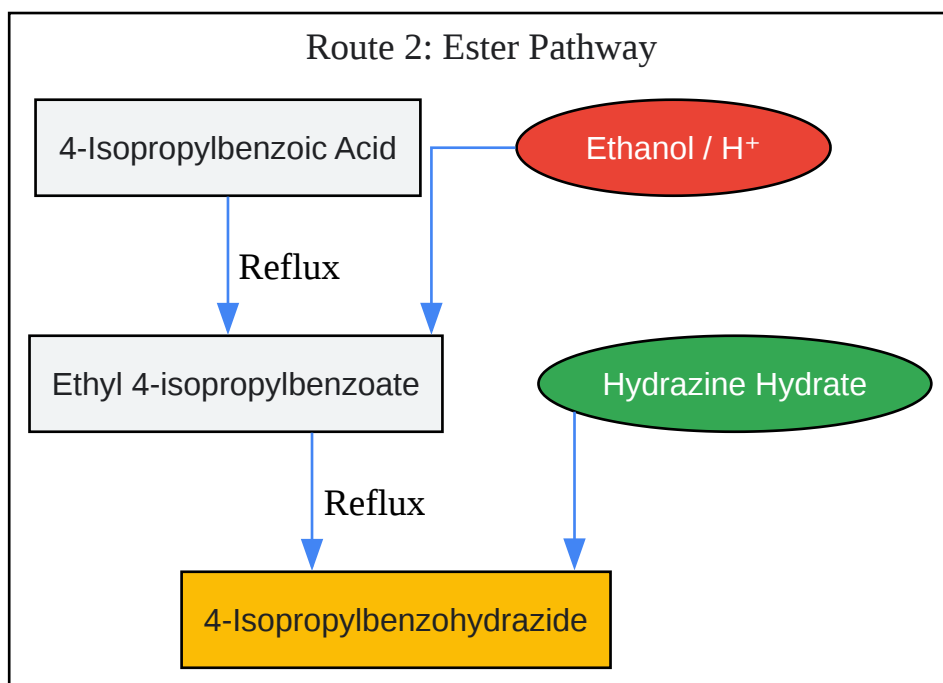 Route 2: Ester Pathway
4-Isopropylbenzoic Acid
Ethanol / H⁺
Reflux
Ethyl 4-isopropylbenzoate
Hydrazine Hydrate
Reflux
4-Isopropylbenzohydrazide